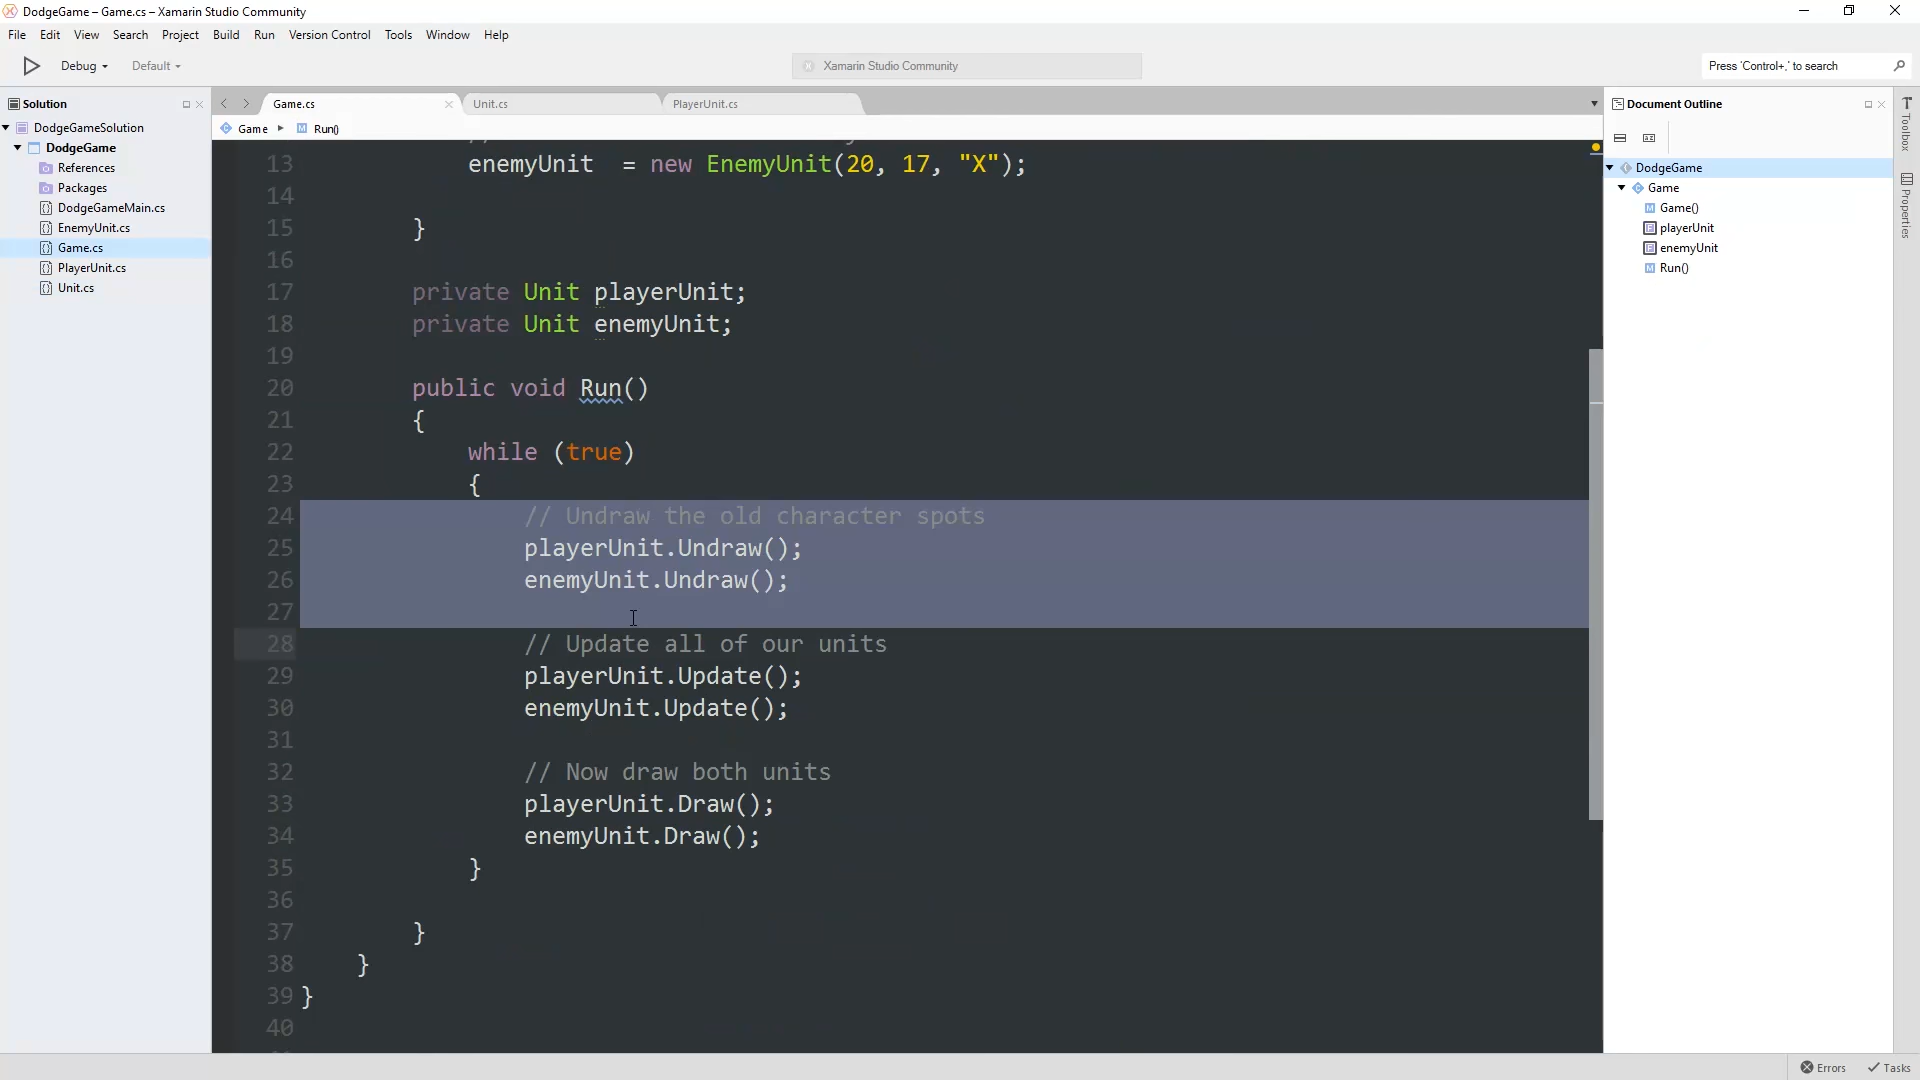 DodgeGame – Game.cs – Xamarin Studio Community
File Edit View Search Project Build Run Version Control Tools Window Help
Debug Default Xamarin Studio Community Press 'Control+,' to search
Solution
DodgeGameSolution
DodgeGame
References
Packages
DodgeGameMain.cs
EnemyUnit.cs
Game.cs
PlayerUnit.cs
Unit.cs
Game.cs Unit.cs PlayerUnit.cs
Game Run()
13 enemyUnit = new EnemyUnit(20, 17, "X");
14
15 }
16
17 private Unit playerUnit;
18 private Unit enemyUnit;
19
20 public void Run()
21 {
22 while (true)
23 {
24 // Undraw the old character spots
25 playerUnit.Undraw();
26 enemyUnit.Undraw();
27
28 // Update all of our units
29 playerUnit.Update();
30 enemyUnit.Update();
31
32 // Now draw both units
33 playerUnit.Draw();
34 enemyUnit.Draw();
35 }
36
37 }
38 }
39 }
40
Document Outline
DodgeGame
Game
Game()
playerUnit
enemyUnit
Run()
Toolbox
Properties
Errors Tasks